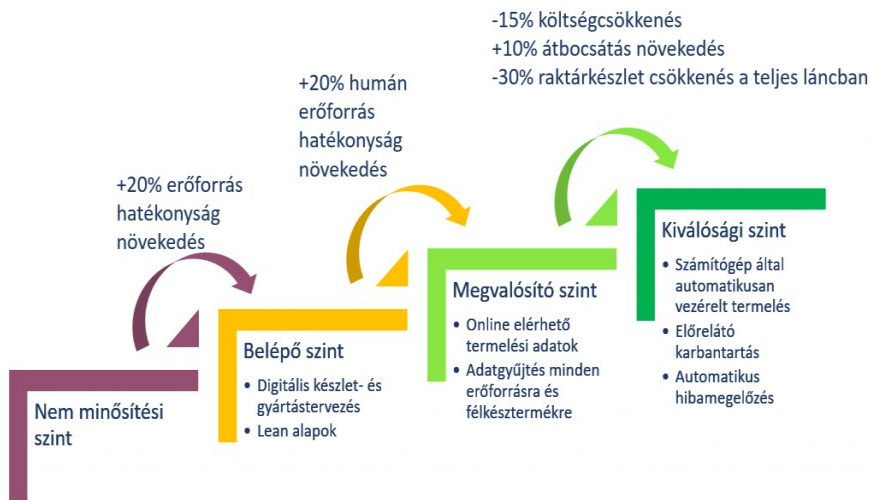 -15% költségcsökkenés
+10% átbocsátás növekedés
-30% raktárkészlet csökkenés a teljes láncban
+20% humán
erőforrás
hatékonyság
növekedés
+20% erőforrás
hatékonyság
növekedés
Nem minősítési
szint
Belépő szint
• Digitális készlet- és
gyártástervezés
• Lean alapok
Megvalósító szint
• Online elérhető
termelési adatok
• Adatgyűjtés minden
erőforrásra és
félkésztermékre
Kiválósági szint
• Számítógép által
automatikusan
vezérelt termelés
• Előrelátó
karbantartás
• Automatikus
hibamegelőzés